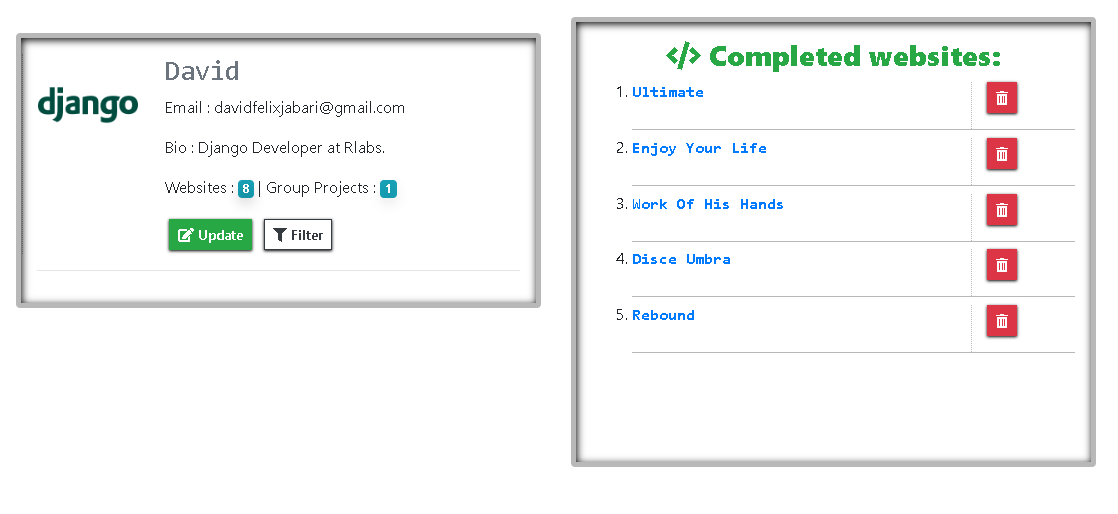 django
David
Email : davidfelixjabari@gmail.com
Bio : Django Developer at Rlabs.
Websites : 8 | Group Projects : 1
Update Filter
</> Completed websites:
1. Ultimate
2. Enjoy Your Life
3. Work Of His Hands
4. Disce Umbra
5. Rebound